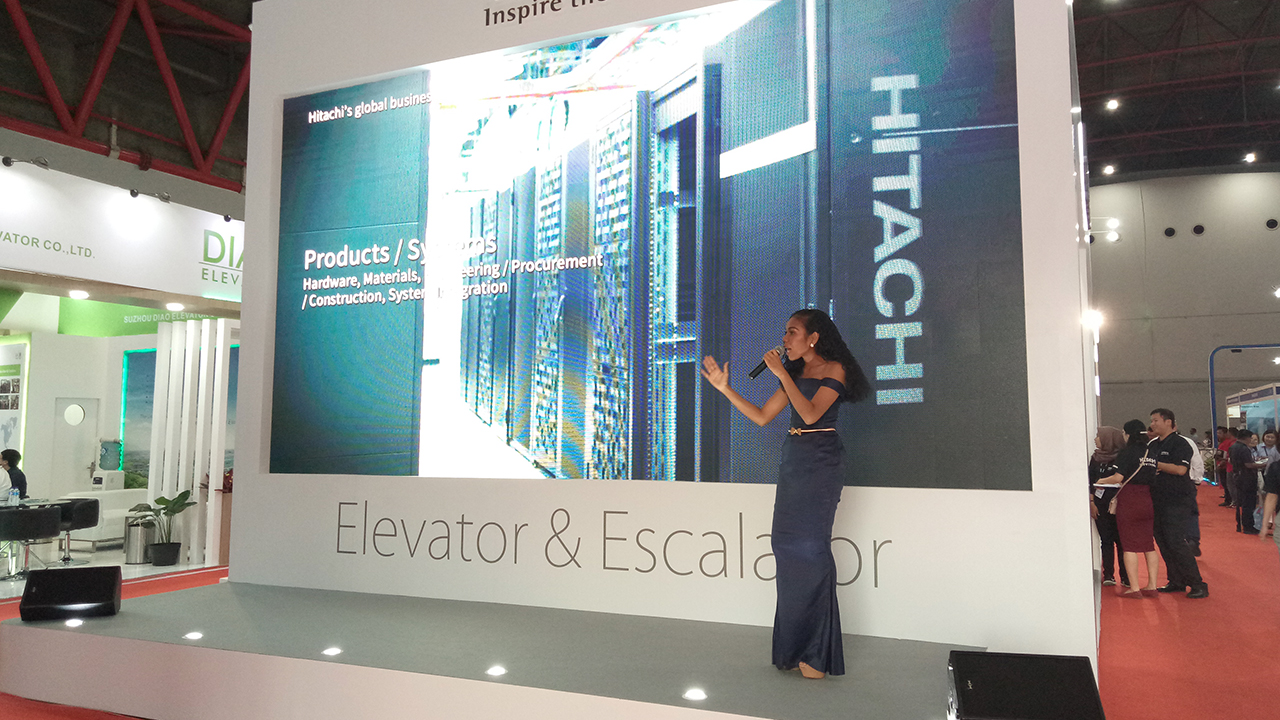 Inspire the
Hitachi's global business
HITACHI
Products / Systems
Hardware, Materials, Engineering / Procurement
/ Construction, System Integration
Elevator & Escalator
VATOR CO.,LTD.
DIA
ELEV
SUZHOU DIAO ELEVATOR